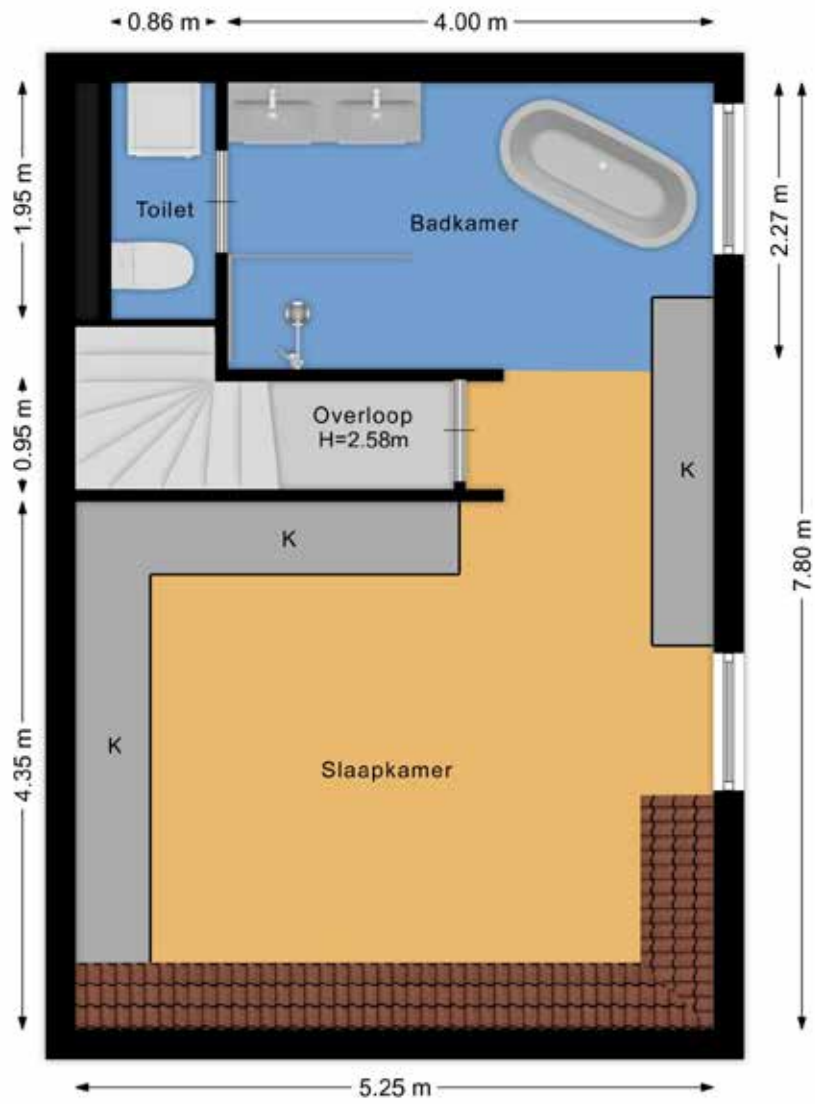 0.86 m
4.00 m
1.95 m
Toilet
Badkamer
2.27 m
0.95 m
Overloop
H=2.58m
K
7.80 m
K
4.35 m
K
Slaapkamer
5.25 m